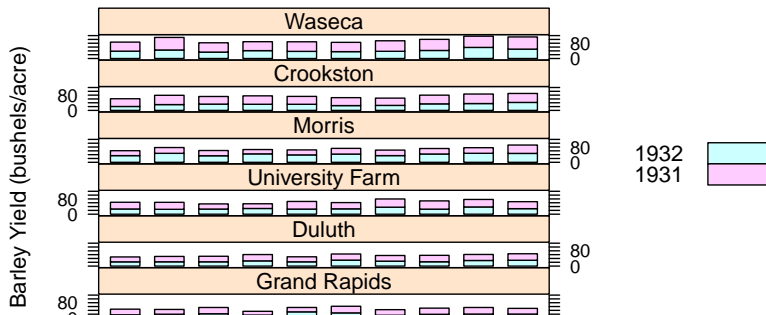 Waseca
80
0
Crookston
80
0
Morris
80
0
University Farm
80
0
Duluth
80
0
Grand Rapids
80
Barley Yield (bushels/acre)
1932
1931